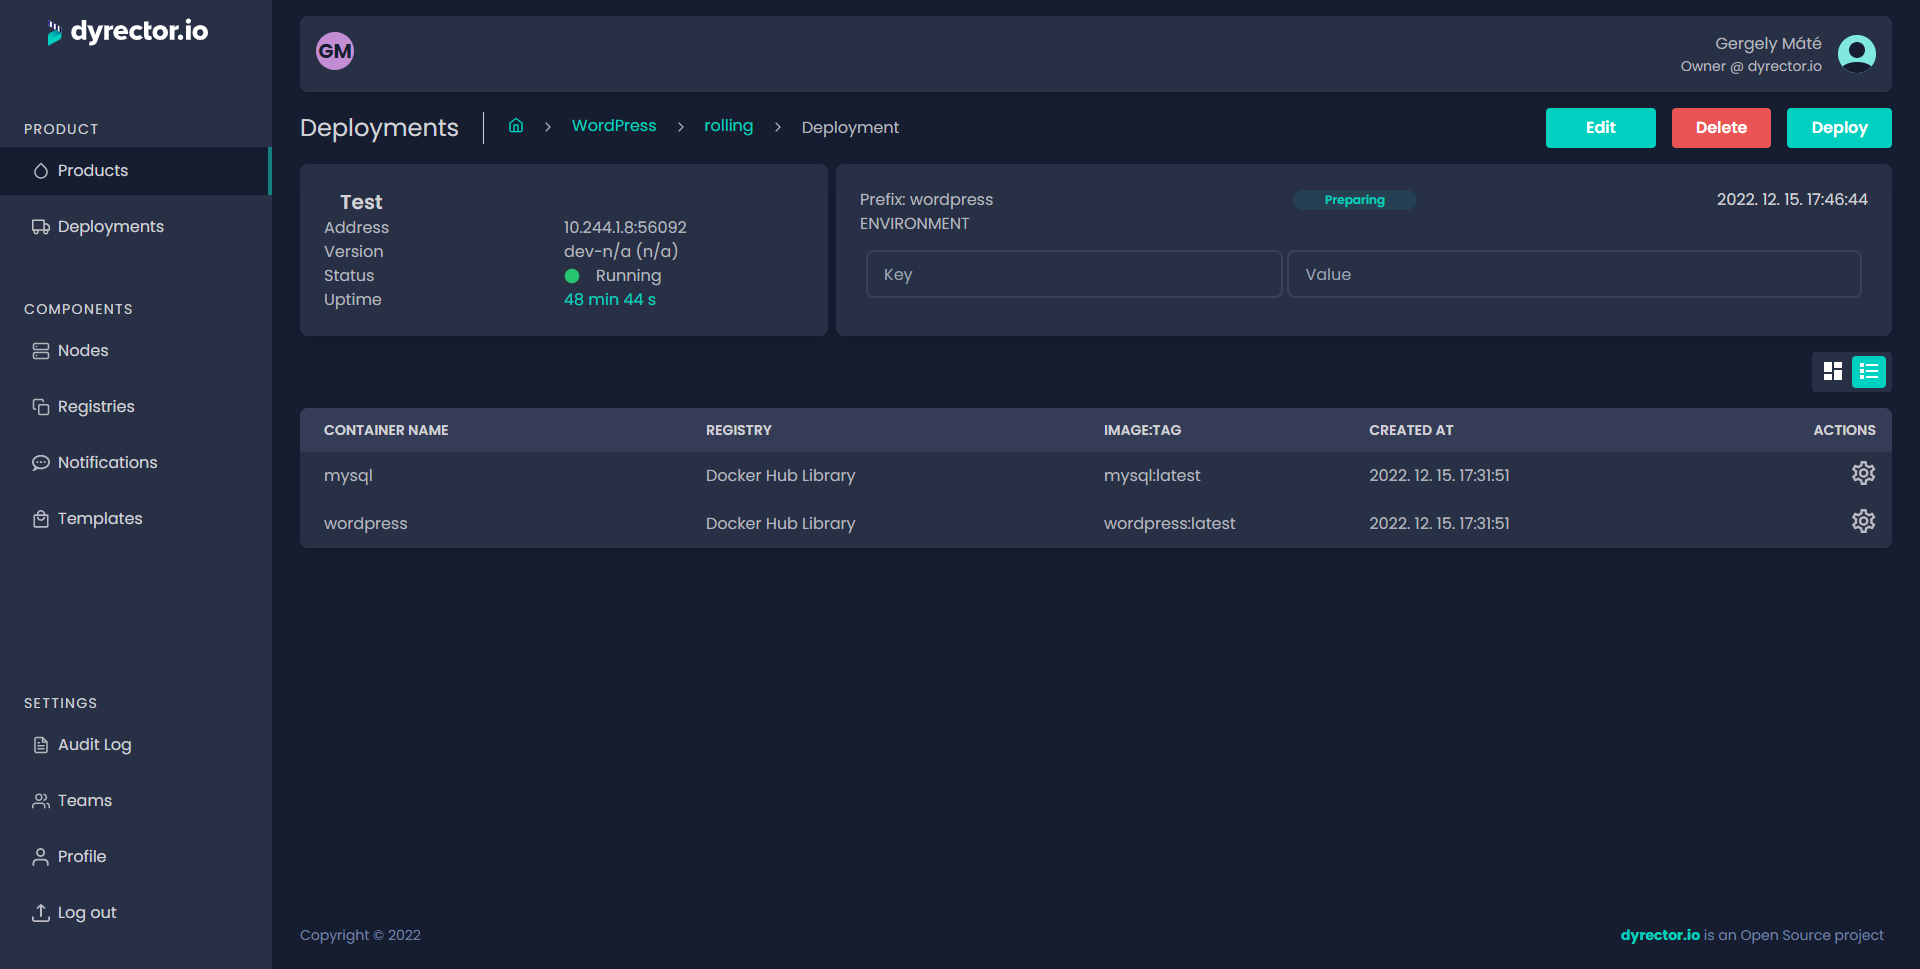 dyrector.io
PRODUCT
Products
Deployments
COMPONENTS
Nodes
Registries
Notifications
Templates
SETTINGS
Audit Log
Teams
Profile
Log out
GM
Gergely Máté
Owner @ dyrector.io
Deployments
WordPress
rolling
Deployment
Edit
Delete
Deploy
Test
Address 10.244.1.8:56092
Version dev-n/a (n/a)
Status Running
Uptime 48 min 44 s
Prefix: wordpress Preparing 2022. 12. 15. 17:46:44
ENVIRONMENT
Key Value
CONTAINER NAME REGISTRY IMAGE:TAG CREATED AT ACTIONS
mysql Docker Hub Library mysql:latest 2022. 12. 15. 17:31:51
wordpress Docker Hub Library wordpress:latest 2022. 12. 15. 17:31:51
Copyright © 2022 dyrector.io is an Open Source project